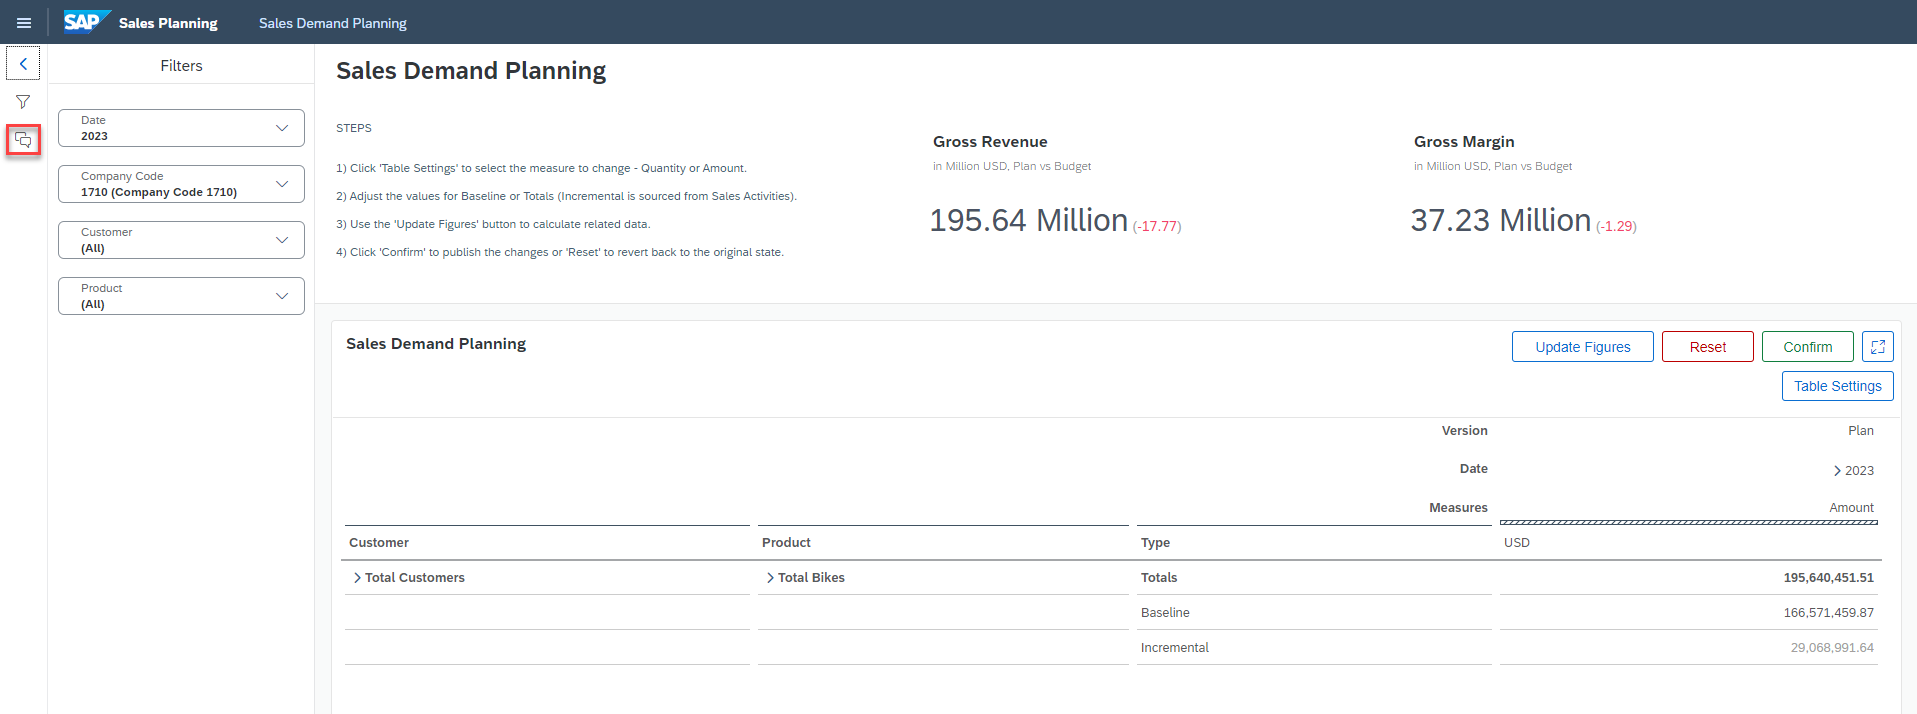 SAP Sales Planning Sales Demand Planning
Filters
Date
2023
Company Code
1710 (Company Code 1710)
Customer
(All)
Product
(All)
Sales Demand Planning
STEPS
1) Click 'Table Settings' to select the measure to change - Quantity or Amount.
2) Adjust the values for Baseline or Totals (Incremental is sourced from Sales Activities).
3) Use the 'Update Figures' button to calculate related data.
4) Click 'Confirm' to publish the changes or 'Reset' to revert back to the original state.
Gross Revenue
in Million USD, Plan vs Budget
195.64 Million (-17.77)
Gross Margin
in Million USD, Plan vs Budget
37.23 Million (-1.29)
Sales Demand Planning
Update Figures Reset Confirm
Table Settings
Version Plan
Date 2023
Measures Amount
Customer Product Type USD
Total Customers Total Bikes Totals 195,640,451.51
Baseline 166,571,459.87
Incremental 29,068,991.64